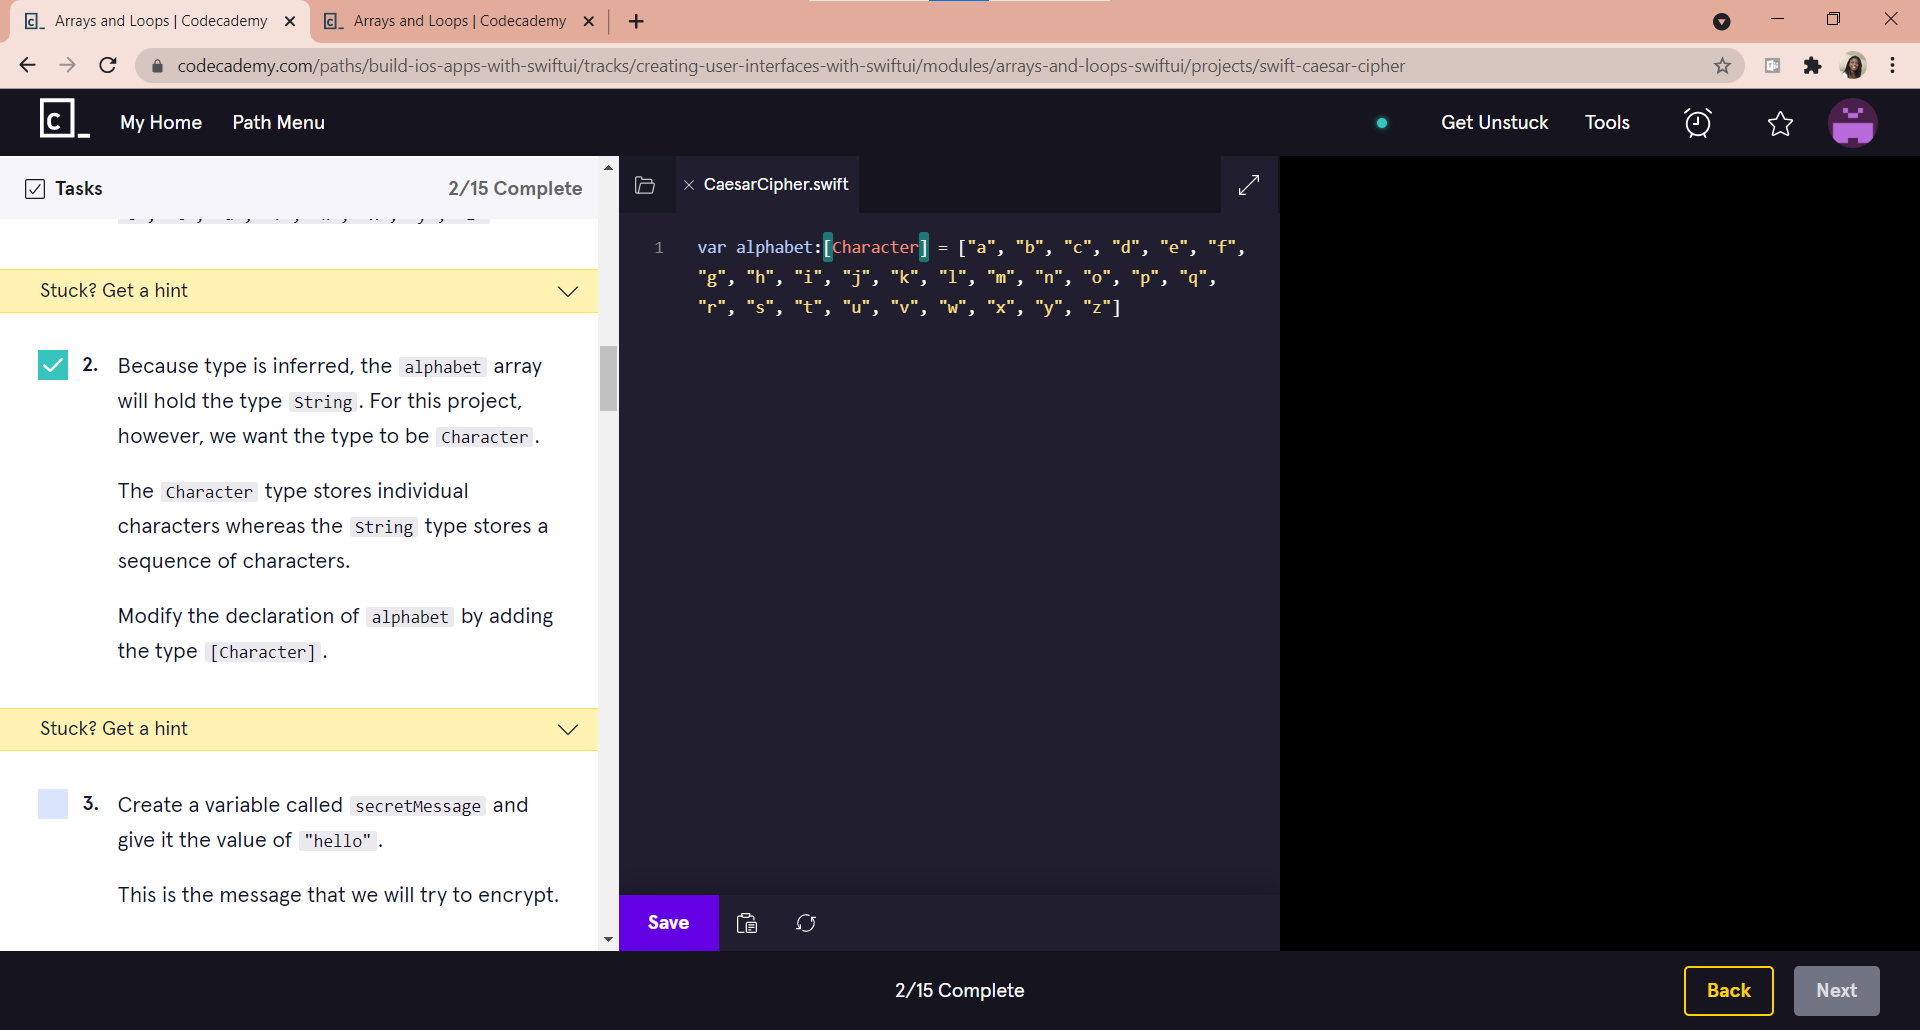 Arrays and Loops | Codecademy
Arrays and Loops | Codecademy
codecademy.com/paths/build-ios-apps-with-swiftui/tracks/creating-user-interfaces-with-swiftui/modules/arrays-and-loops-swiftui/projects/swift-caesar-cipher
c_ My Home Path Menu Get Unstuck Tools
Tasks 2/15 Complete
Stuck? Get a hint
2. Because type is inferred, the alphabet array
will hold the type String. For this project,
however, we want the type to be Character.
The Character type stores individual
characters whereas the String type stores a
sequence of characters.
Modify the declaration of alphabet by adding
the type [Character].
Stuck? Get a hint
3. Create a variable called secretMessage and
give it the value of "hello".
This is the message that we will try to encrypt.
CaesarCipher.swift
1 var alphabet:[Character] = ["a", "b", "c", "d", "e", "f",
"g", "h", "i", "j", "k", "l", "m", "n", "o", "p", "q",
"r", "s", "t", "u", "v", "w", "x", "y", "z"]
Save
2/15 Complete
Back Next